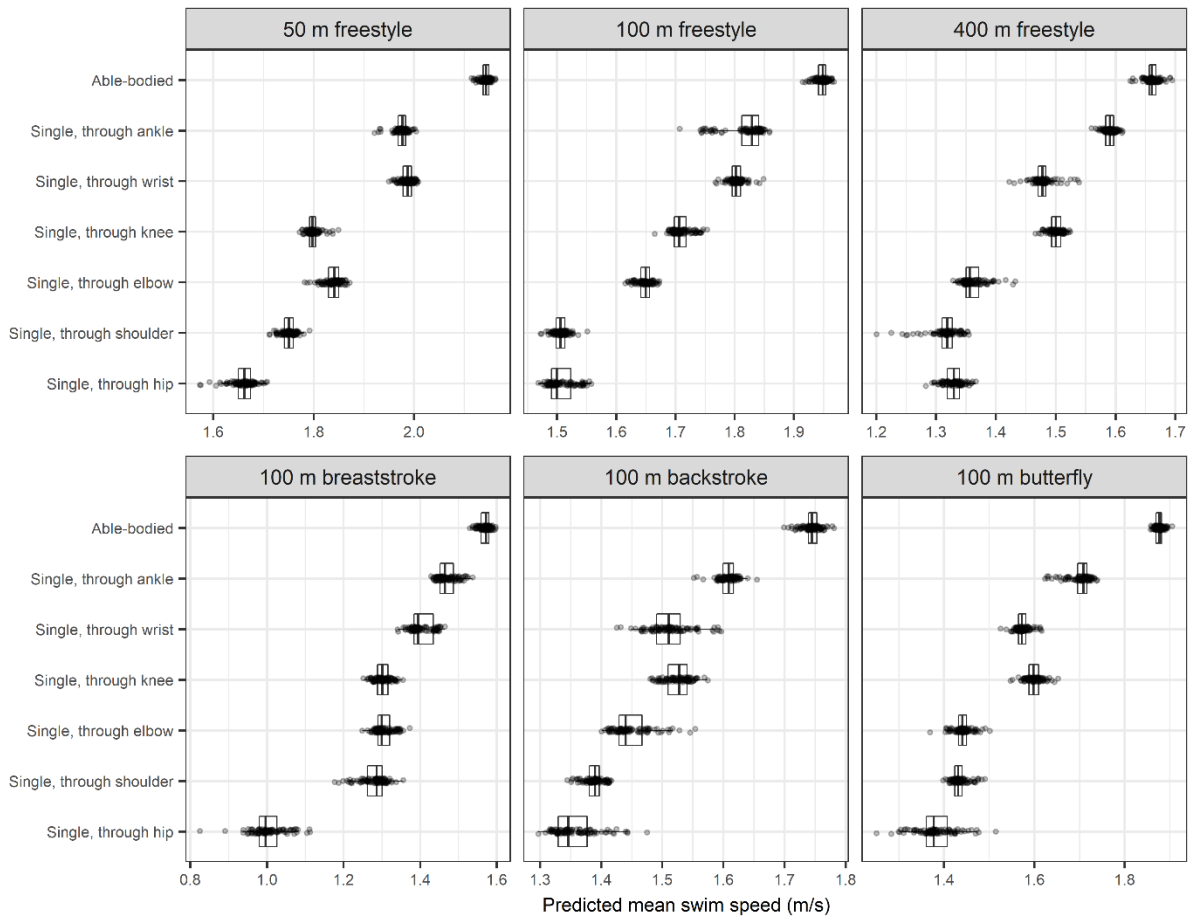 50 m freestyle
100 m freestyle
400 m freestyle
Able-bodied
Single, through ankle
Single, through wrist
Single, through knee
Single, through elbow
Single, through shoulder
Single, through hip
1.6 1.8 2.0
1.5 1.6 1.7 1.8 1.9
1.2 1.3 1.4 1.5 1.6 1.7
100 m breaststroke
100 m backstroke
100 m butterfly
Able-bodied
Single, through ankle
Single, through wrist
Single, through knee
Single, through elbow
Single, through shoulder
Single, through hip
0.8 1.0 1.2 1.4 1.6
1.3 1.4 1.5 1.6 1.7 1.8
1.4 1.6 1.8
Predicted mean swim speed (m/s)